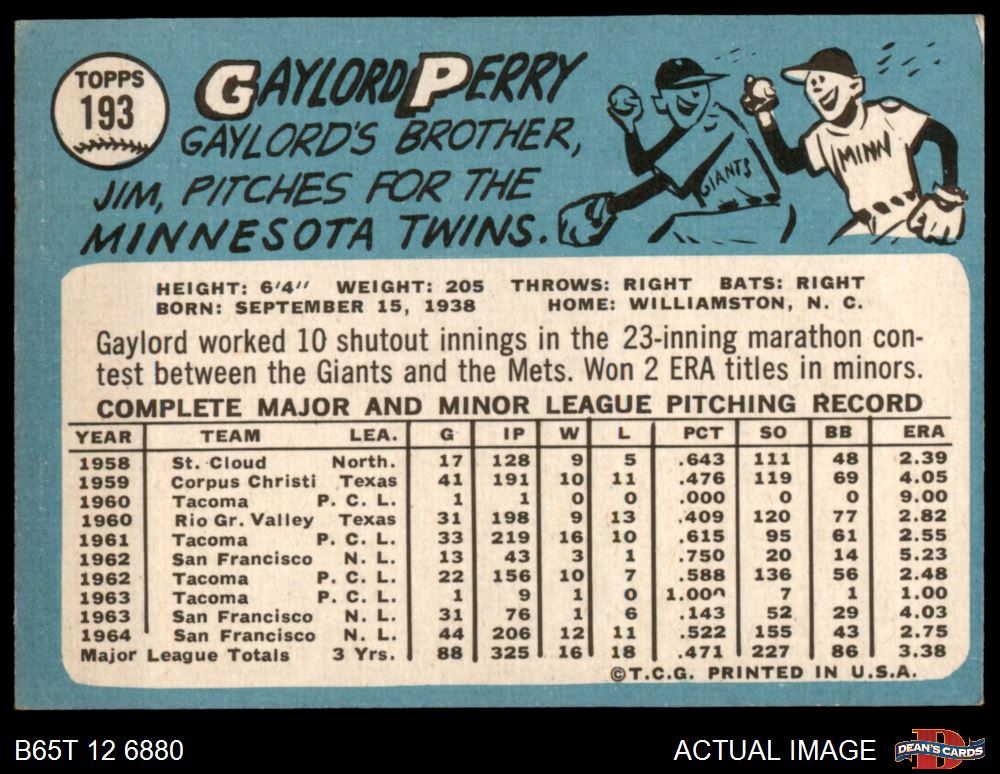 TOPPS
193
GAYLORD PERRY
GAYLORD'S BROTHER,
JIM, PITCHES FOR THE
MINNESOTA TWINS.
GIANTS
MINN
HEIGHT: 6'4" WEIGHT: 205 THROWS: RIGHT BATS: RIGHT
BORN: SEPTEMBER 15, 1938 HOME: WILLIAMSTON, N. C.
Gaylord worked 10 shutout innings in the 23-inning marathon con-
test between the Giants and the Mets. Won 2 ERA titles in minors.
COMPLETE MAJOR AND MINOR LEAGUE PITCHING RECORD
YEAR TEAM LEA. G IP W L PCT SO BB ERA
1958 St. Cloud North. 17 128 9 5 .643 111 48 2.39
1959 Corpus Christi Texas 41 191 10 11 .476 119 69 4.05
1960 Tacoma P. C. L. 1 1 0 0 .000 0 0 9.00
1960 Rio Gr. Valley Texas 31 198 9 13 .409 120 77 2.82
1961 Tacoma P. C. L. 33 219 16 10 .615 95 61 2.55
1962 San Francisco N. L. 13 43 3 1 .750 20 14 5.23
1962 Tacoma P. C. L. 22 156 10 7 .588 136 56 2.48
1963 Tacoma P. C. L. 1 9 1 0 1.000 7 1 1.00
1963 San Francisco N. L. 31 76 1 6 .143 52 29 4.03
1964 San Francisco N. L. 44 206 12 11 .522 155 43 2.75
Major League Totals 3 Yrs. 88 325 16 18 .471 227 86 3.38
©T.C.G. PRINTED IN U.S.A.
B65T 12 6880
ACTUAL IMAGE
D
DEAN'S CARDS